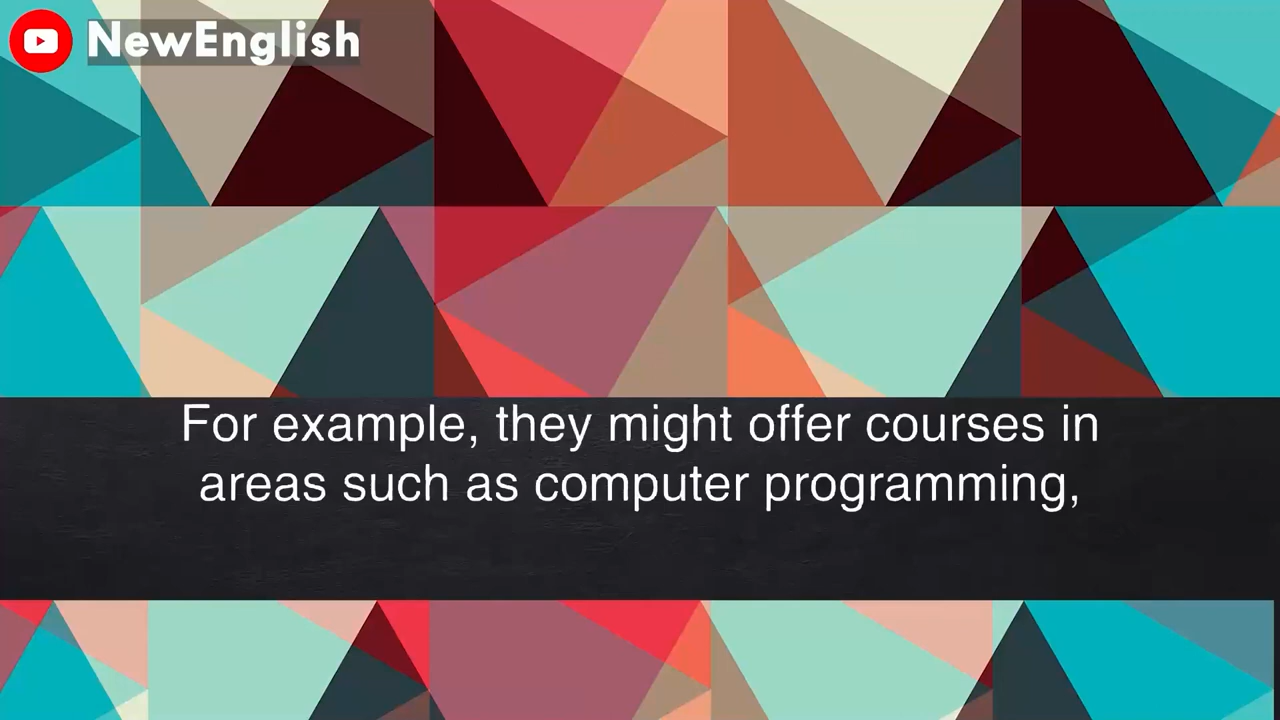 NewEnglish
For example, they might offer courses in
areas such as computer programming,